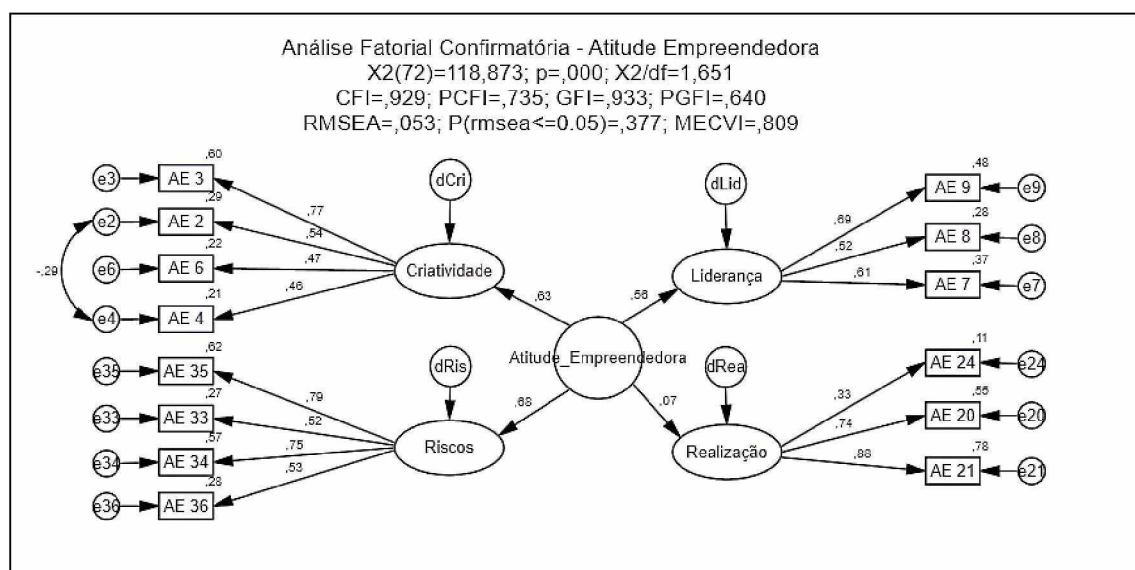 Análise Fatorial Confirmatória - Atitude Empreendedora
X2(72)=118,873; p=,000; X2/df=1,651
CFI=,929; PCFI=,735; GFI=,933; PGFI=,640
RMSEA=,053; P(rmsea<=0.05)=,377; MECVI=,809
,60
e3
AE 3
,29
e2
AE 2
,22
e6
AE 6
,21
e4
AE 4
-,29
,77
,54
,47
,46
dCri
Criatividade
,63
dLid
Liderança
,56
,69
,52
,61
,48
AE 9
e9
,28
AE 8
e8
,37
AE 7
e7
Atitude_Empreendedora
,62
e35
AE 35
,27
e33
AE 33
,57
e34
AE 34
,28
e36
AE 36
,79
,52
,75
,53
dRis
Riscos
,68
dRea
Realização
,07
,33
,74
,88
,11
AE 24
e24
,55
AE 20
e20
,78
AE 21
e21